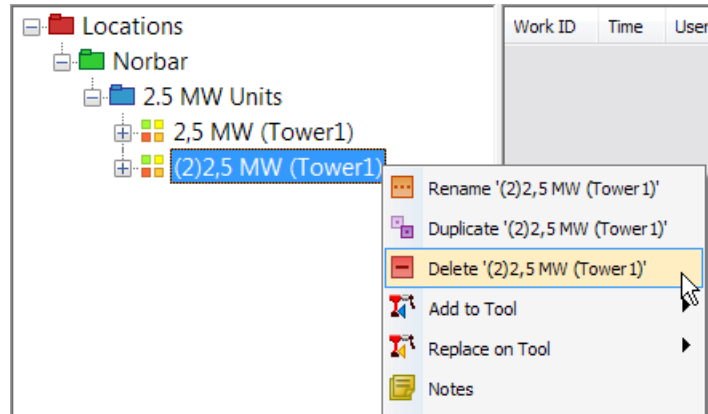 Locations
Work ID Time User
Norbar
2.5 MW Units
2,5 MW (Tower1)
(2)2,5 MW (Tower1)
Rename '(2)2,5 MW (Tower1)'
Duplicate '(2)2,5 MW (Tower1)'
Delete '(2)2,5 MW (Tower1)'
Add to Tool
Replace on Tool
Notes